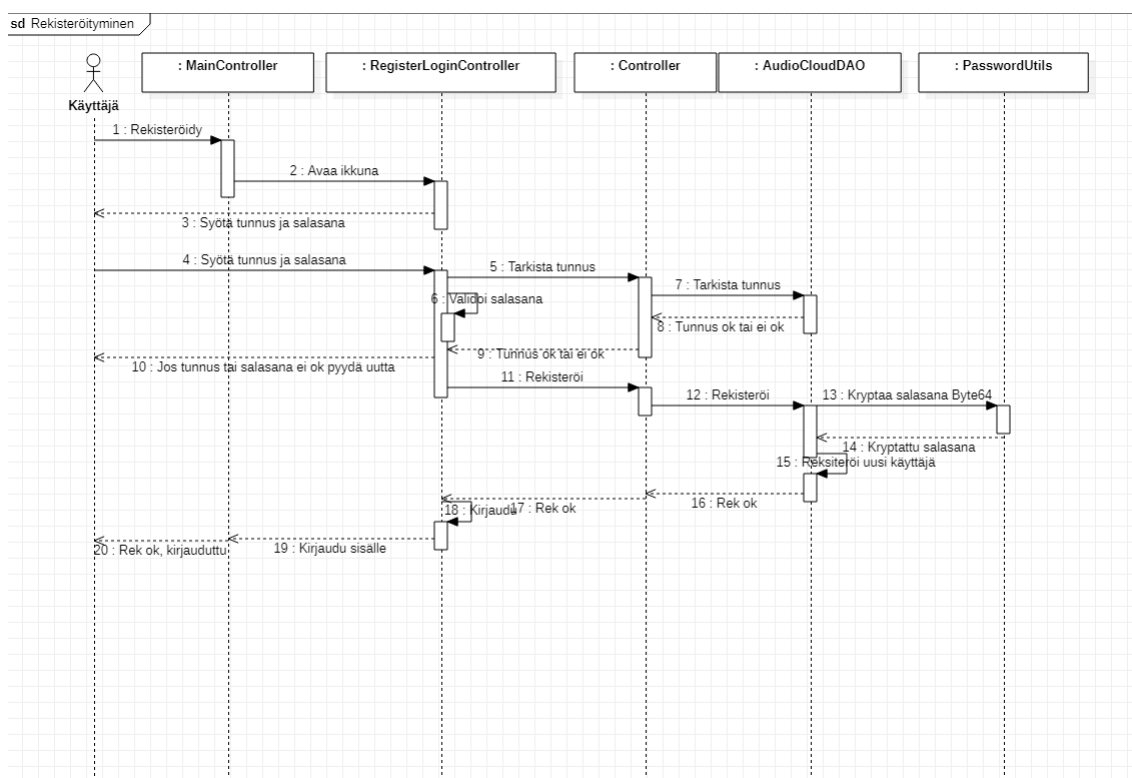 sd Rekisteröityminen
: MainController
: RegisterLoginController
: Controller
: AudioCloudDAO
: PasswordUtils
Käyttäjä
1 : Rekisteröidy
2 : Avaa ikkuna
3 : Syötä tunnus ja salasana
4 : Syötä tunnus ja salasana
5 : Tarkista tunnus
6 : Validoi salasana
7 : Tarkista tunnus
8 : Tunnus ok tai ei ok
9 : Tunnus ok tai ei ok
10 : Jos tunnus tai salasana ei ok pyydä uutta
11 : Rekisteröi
12 : Rekisteröi
13 : Kryptaa salasana Byte64
14 : Kryptattu salasana
15 : Reksiteröi uusi käyttäjä
16 : Rek ok
17 : Rek ok
18 : Kirjaudu
19 : Kirjaudu sisälle
20 : Rek ok, kirjauduttu